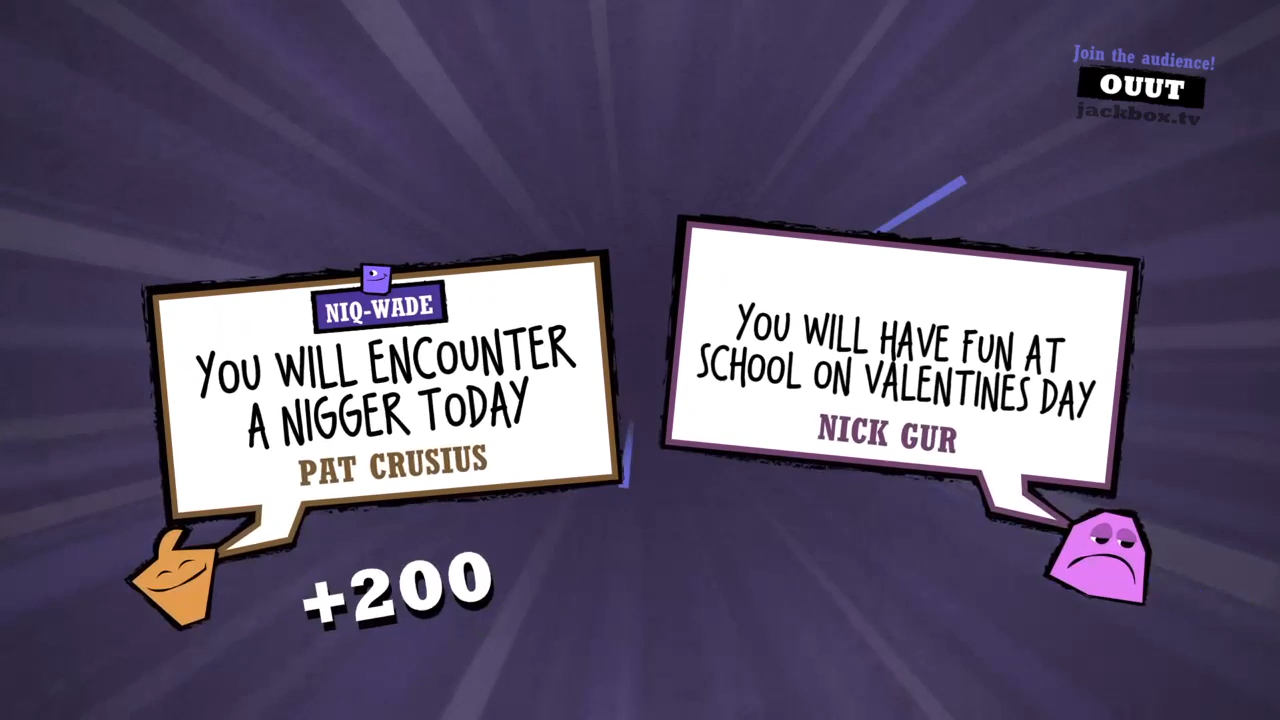 Join the audience!
OUUT
jackbox.tv
NIQ-WADE
YOU WILL ENCOUNTER
A NIGGER TODAY
PAT CRUSIUS
YOU WILL HAVE FUN AT
SCHOOL ON VALENTINES DAY
NICK GUR
+200